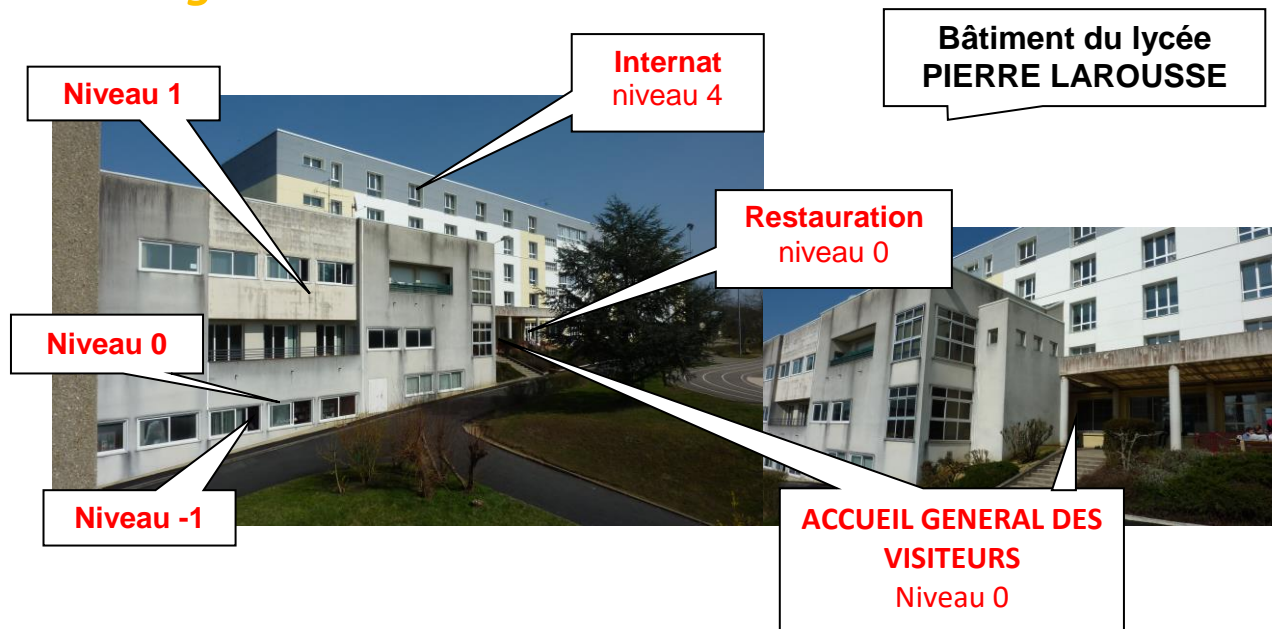 Bâtiment du lycée
PIERRE LAROUSSE
Internat
niveau 4
Niveau 1
Restauration
niveau 0
Niveau 0
Niveau -1
ACCUEIL GENERAL DES
VISITEURS
Niveau 0